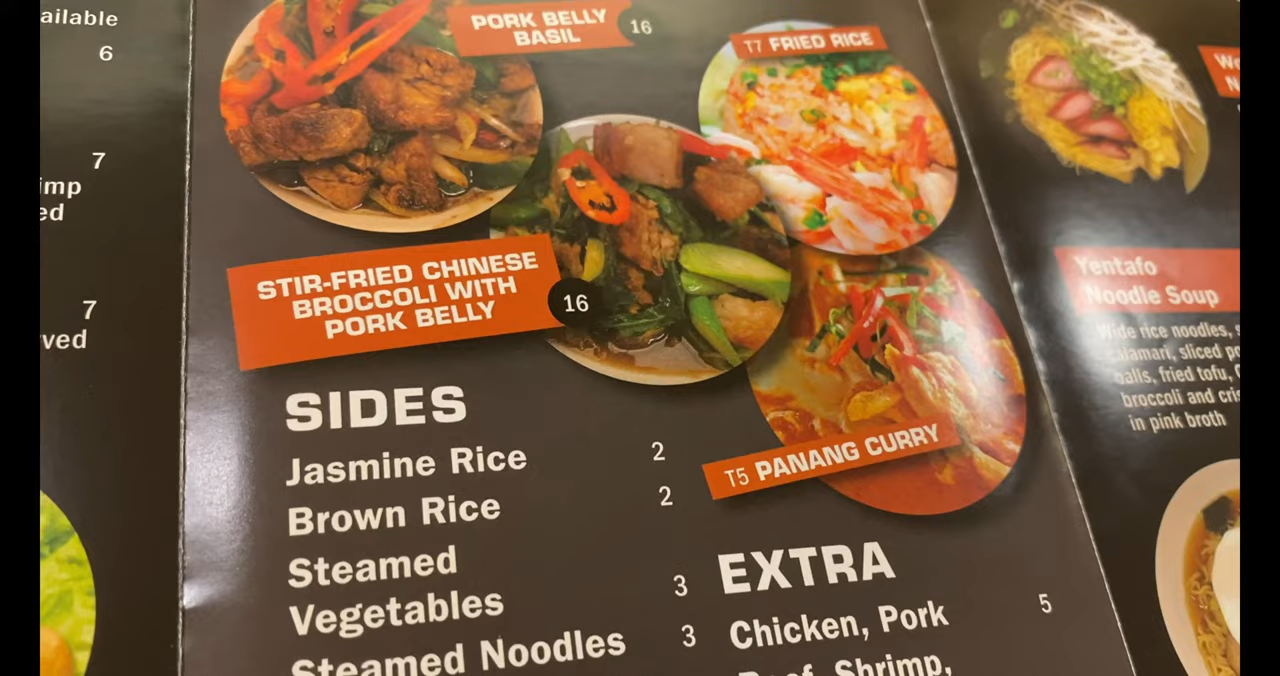 ailable
6
7
imp
ed
7
ved
PORK BELLY
BASIL
16
T7 FRIED RICE
STIR-FRIED CHINESE
BROCCOLI WITH
PORK BELLY
16
T5 PANANG CURRY
SIDES
Jasmine Rice 2
Brown Rice 2
Steamed
Vegetables 3
Steamed Noodles 3
EXTRA
Chicken, Pork 5
Beef, Shrimp,
Yentafo
Noodle Soup
Wide rice noodles,
calamari, sliced
balls, fried tofu,
broccoli and
in pink broth